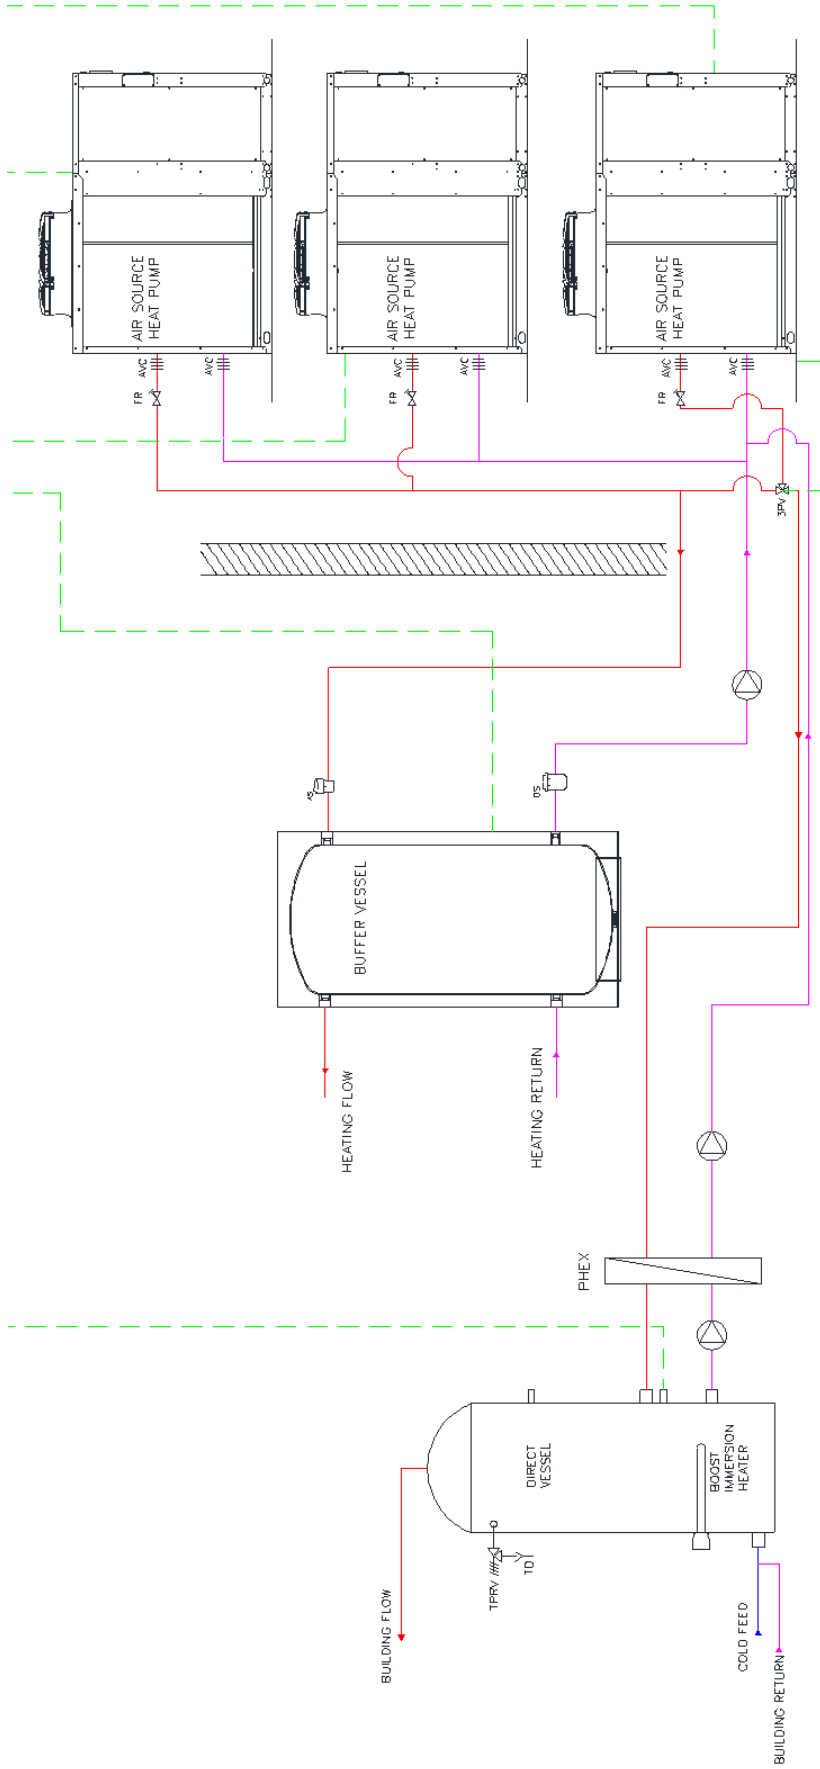 AIR SOURCE
HEAT PUMP
AIR SOURCE
HEAT PUMP
AIR SOURCE
HEAT PUMP
AVC
AVC
AVC
AVC
AVC
AVC
FR
FR
FR
3PV
AS
DS
BUFFER VESSEL
HEATING FLOW
HEATING RETURN
PHEX
DIRECT
VESSEL
BOOST
IMMERSION
HEATER
TPRV
TD
BUILDING FLOW
COLD FEED
BUILDING RETURN